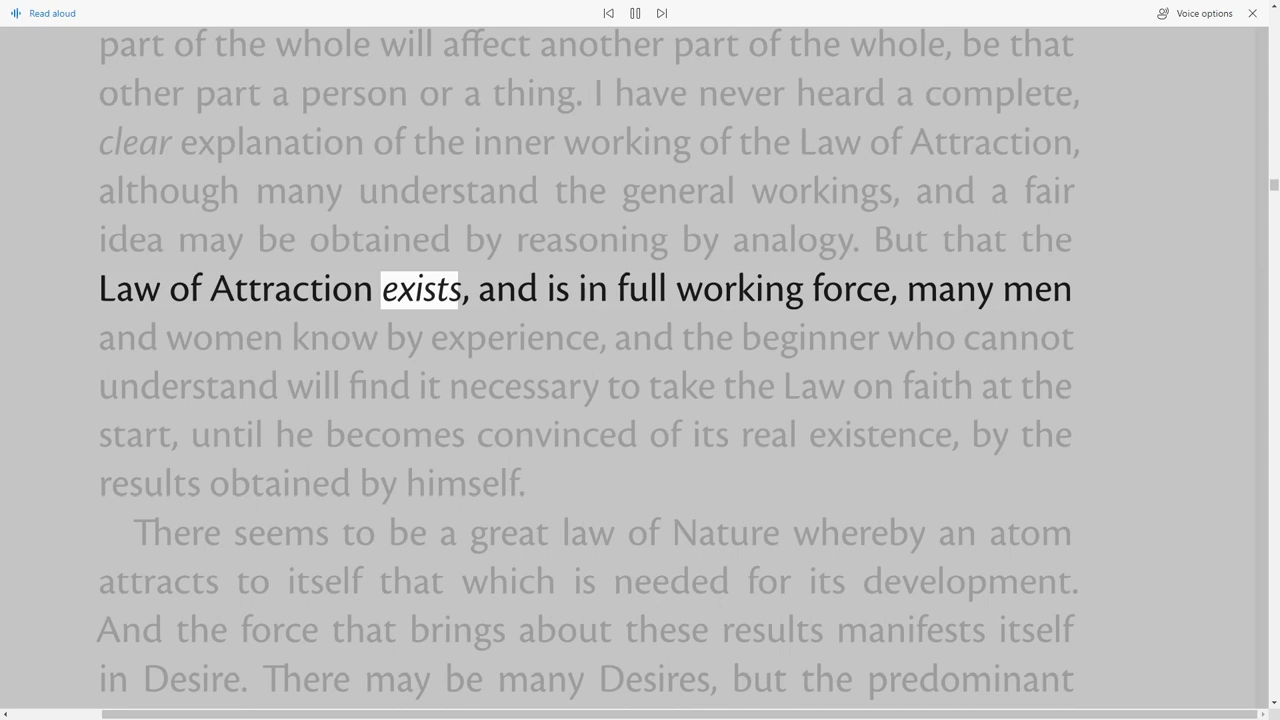 Read aloud
Voice options
part of the whole will affect another part of the whole, be that
other part a person or a thing. I have never heard a complete,
clear explanation of the inner working of the Law of Attraction,
although many understand the general workings, and a fair
idea may be obtained by reasoning by analogy. But that the
Law of Attraction exists, and is in full working force, many men
and women know by experience, and the beginner who cannot
understand will find it necessary to take the Law on faith at the
start, until he becomes convinced of its real existence, by the
results obtained by himself.
There seems to be a great law of Nature whereby an atom
attracts to itself that which is needed for its development.
And the force that brings about these results manifests itself
in Desire. There may be many Desires, but the predominant